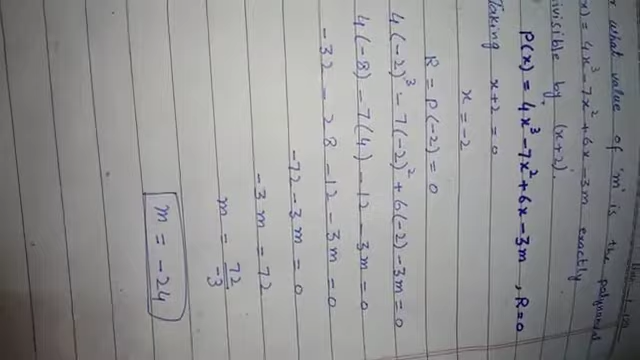 what value of 'm' is the polynomial
(x) = 4x³ - 7x² + 6x - 3m exactly
divisible by (x+2).
P(x) = 4x³ - 7x² + 6x - 3m , R=0
Taking x+2 = 0
x = -2
R = P(-2) = 0
4(-2)³ - 7(-2)² + 6(-2) - 3m = 0
4(-8) - 7(4) - 12 - 3m = 0
-32 - 28 - 12 - 3m = 0
-72 - 3m = 0
-3m = 72
m = 72/-3
m = -24